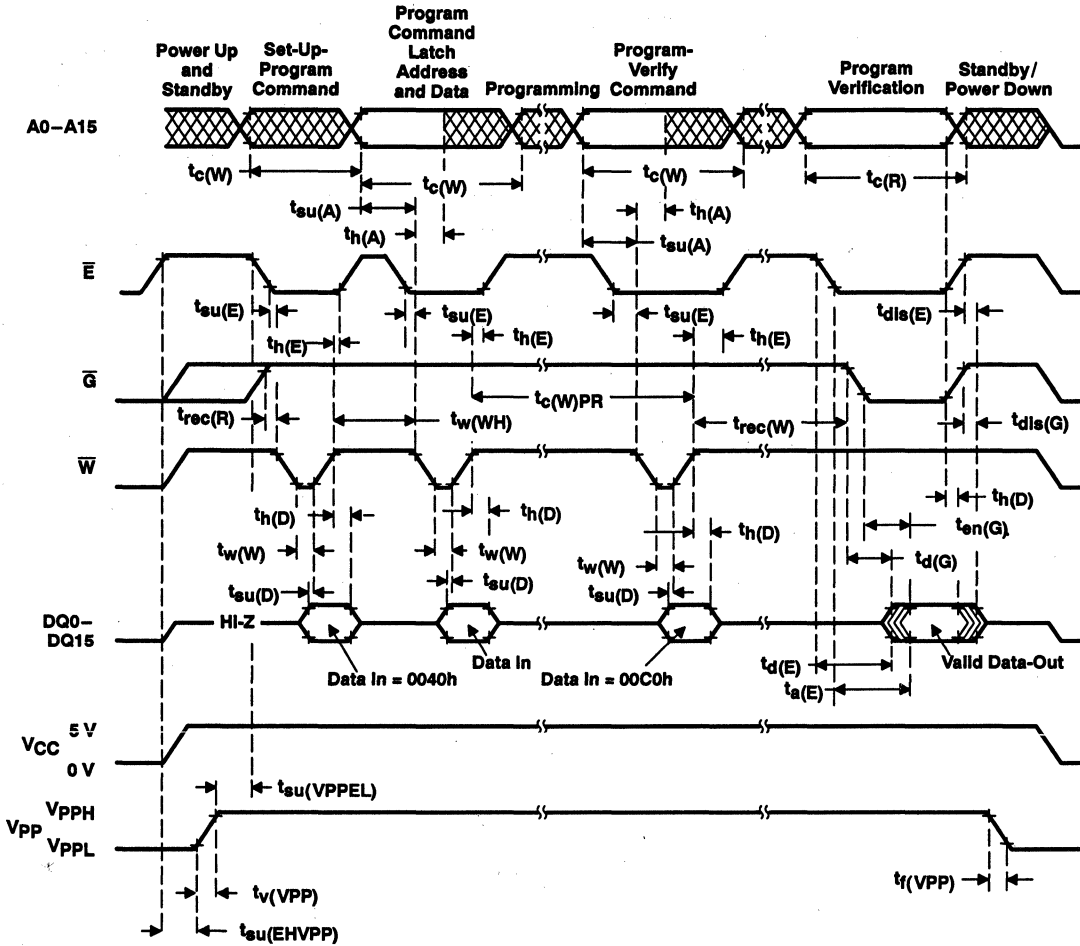 Power Up
and
Standby
Set-Up-
Program
Command
Program
Command
Latch
Address
and Data
Programming
Program-
Verify
Command
Program
Verification
Standby/
Power Down
A0–A15
tc(W)
tc(W)
tc(W)
tc(R)
tsu(A)
th(A)
th(A)
tsu(A)
E
tsu(E)
tsu(E)
tsu(E)
tdis(E)
th(E)
th(E)
th(E)
G
tc(W)PR
trec(R)
tw(WH)
trec(W)
tdis(G)
W
th(D)
th(D)
th(D)
th(D)
ten(G)
tw(W)
tw(W)
tw(W)
td(G)
tsu(D)
tsu(D)
tsu(D)
DQ0–
DQ15
HI-Z
Data In = 0040h
Data In
Data In = 00C0h
Valid Data-Out
td(E)
ta(E)
5 V
VCC
0 V
tsu(VPPEL)
VPPH
VPP
VPPL
tv(VPP)
tf(VPP)
tsu(EHVPP)